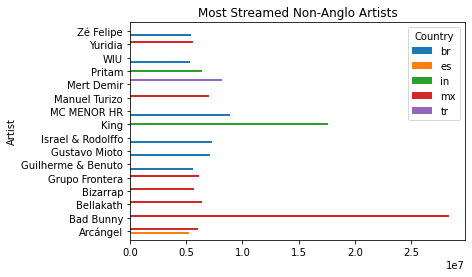 Most Streamed Non-Anglo Artists
Country
br
es
in
mx
tr
Artist
Zé Felipe
Yuridia
WIU
Pritam
Mert Demir
Manuel Turizo
MC MENOR HR
King
Israel & Rodolffo
Gustavo Mioto
Guilherme & Benuto
Grupo Frontera
Bizarrap
Bellakath
Bad Bunny
Arcángel
0.0 0.5 1.0 1.5 2.0 2.5
1e7